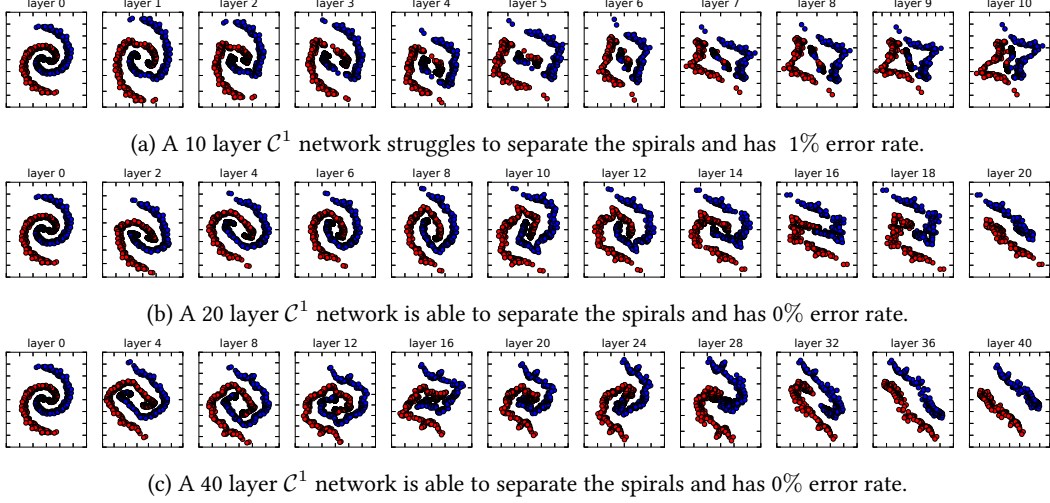 layer 0 layer 1 layer 2 layer 3 layer 4 layer 5 layer 6 layer 7 layer 8 layer 9 layer 10
(a) A 10 layer C¹ network struggles to separate the spirals and has 1% error rate.
layer 0 layer 2 layer 4 layer 6 layer 8 layer 10 layer 12 layer 14 layer 16 layer 18 layer 20
(b) A 20 layer C¹ network is able to separate the spirals and has 0% error rate.
layer 0 layer 4 layer 8 layer 12 layer 16 layer 20 layer 24 layer 28 layer 32 layer 36 layer 40
(c) A 40 layer C¹ network is able to separate the spirals and has 0% error rate.